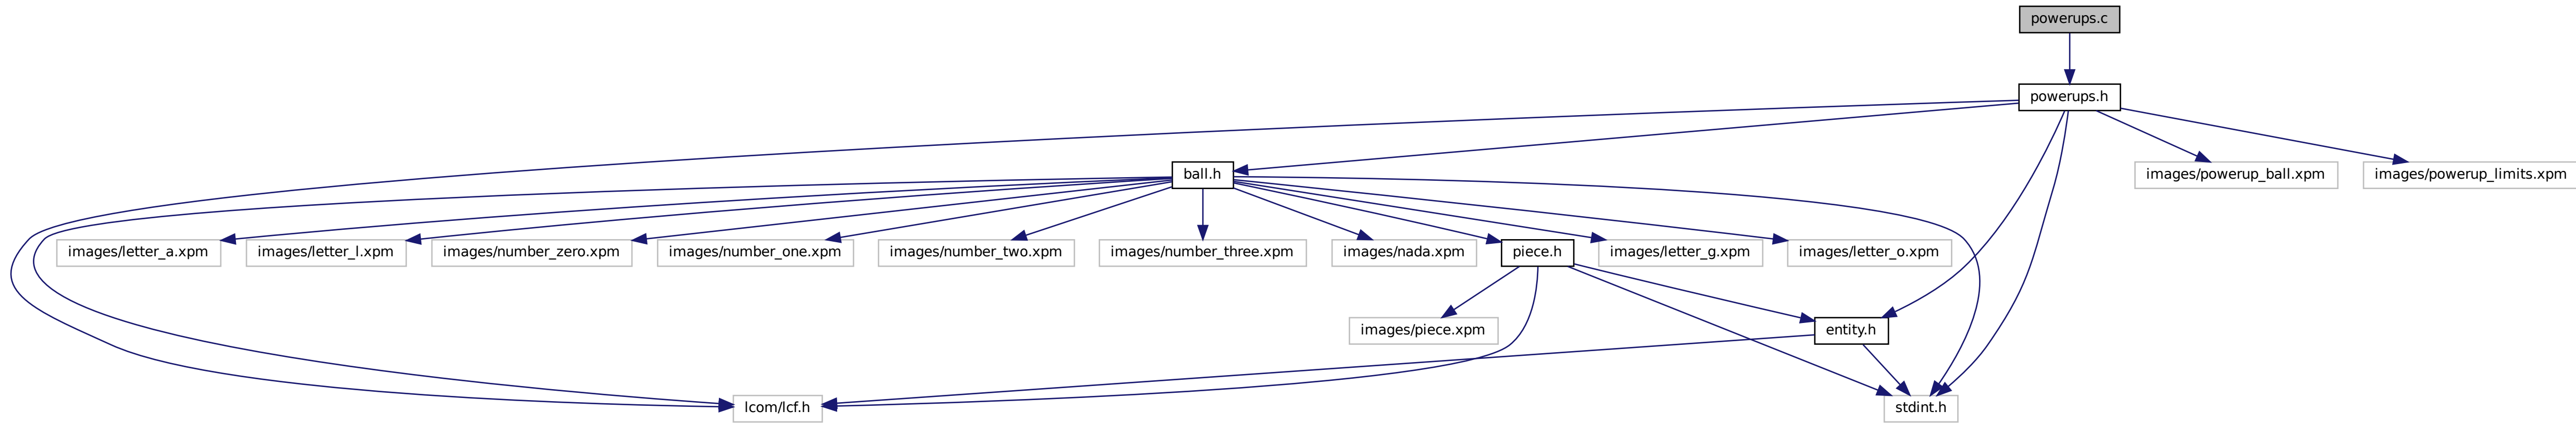 powerups.c
powerups.h
ball.h
images/powerup_ball.xpm
images/powerup_limits.xpm
images/letter_a.xpm
images/letter_l.xpm
images/number_zero.xpm
images/number_one.xpm
images/number_two.xpm
images/number_three.xpm
images/nada.xpm
piece.h
images/letter_g.xpm
images/letter_o.xpm
images/piece.xpm
entity.h
lcom/lcf.h
stdint.h